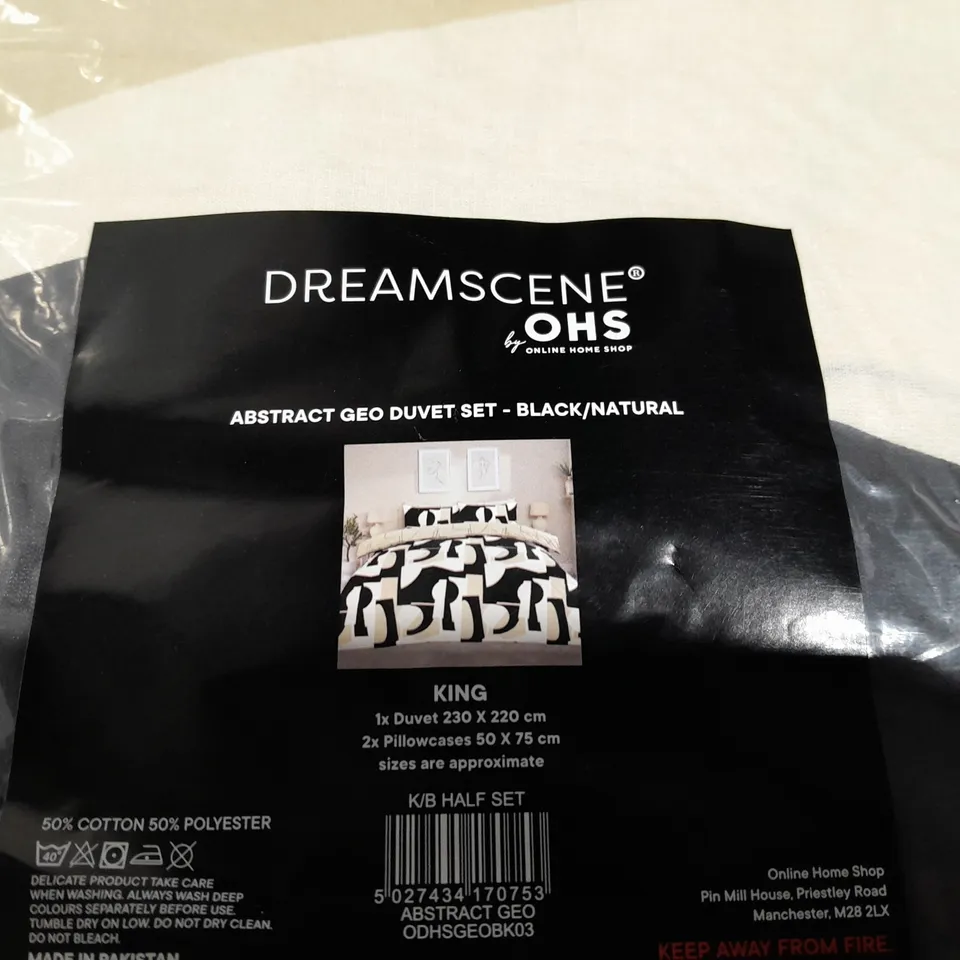 DREAMSCENE®
by OHS
ONLINE HOME SHOP
ABSTRACT GEO DUVET SET - BLACK/NATURAL
KING
1x Duvet 230 X 220 cm
2x Pillowcases 50 X 75 cm
sizes are approximate
K/B HALF SET
5 027434 170753
ABSTRACT GEO
ODHSGEOBK03
50% COTTON 50% POLYESTER
40°
DELICATE PRODUCT TAKE CARE
WHEN WASHING. ALWAYS WASH DEEP
COLOURS SEPARATELY BEFORE USE.
TUMBLE DRY ON LOW. DO NOT DRY CLEAN.
DO NOT BLEACH.
MADE IN PAKISTAN
Online Home Shop
Pin Mill House, Priestley Road
Manchester, M28 2LX
KEEP AWAY FROM FIRE